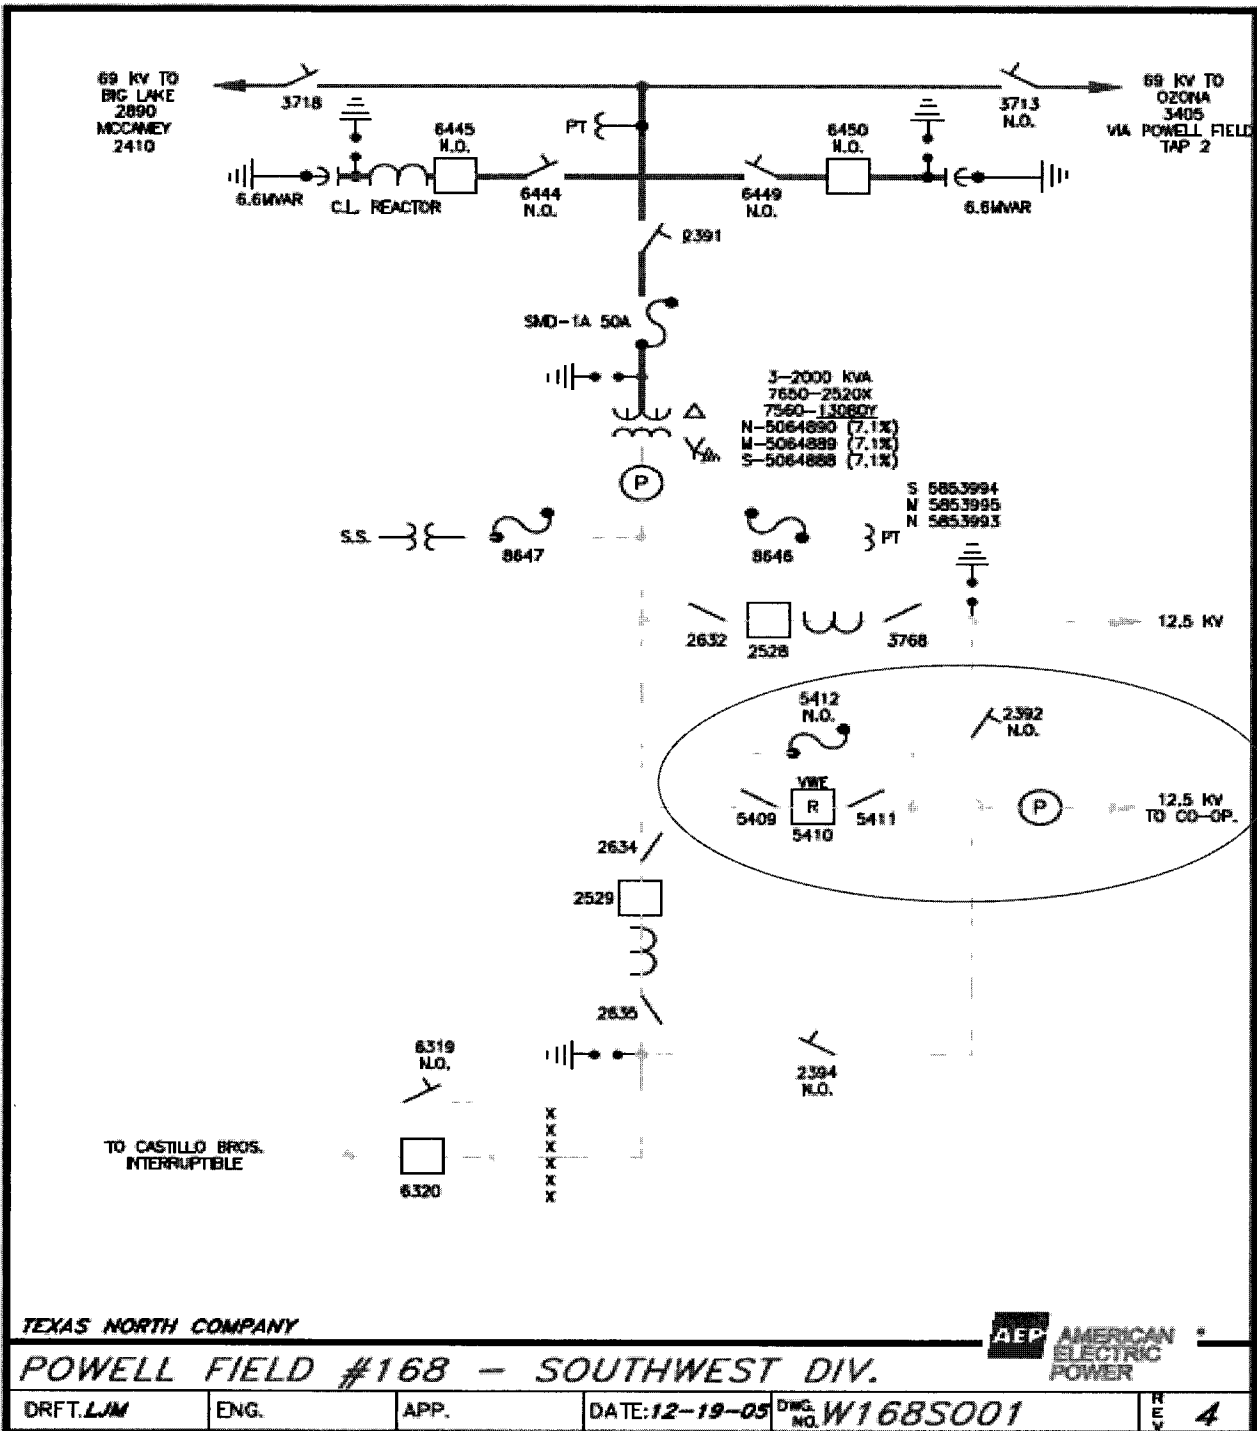 69 KV TO
BIG LAKE
2890
MCCAMEY
2410
3718
PT
6445
N.O.
6450
N.O.
3713
N.O.
69 KV TO
OZONA
3405
VIA POWELL FIELD
TAP 2
6.6MVAR
C.L. REACTOR
6444
N.O.
6449
N.O.
6.6MVAR
2391
SMD-1A 50A
3-2000 KVA
7650-2520X
7560-13080Y
N-5064890 (7.1%)
M-5064889 (7.1%)
S-5064888 (7.1%)
P
S 5853994
M 5853995
N 5853993
S.S.
8647
8646
PT
2632
2528
3768
12.5 KV
5412
N.O.
2392
N.O.
VWE
R
5409
5410
5411
P
12.5 KV
TO CO-OP.
2634
2529
2635
6319
N.O.
2394
N.O.
X
X
X
X
X
X
TO CASTILLO BROS.
INTERRUPTIBLE
6320
TEXAS NORTH COMPANY
AEP AMERICAN
ELECTRIC
POWER
POWELL FIELD #168 - SOUTHWEST DIV.
DRFT. LJM
ENG.
APP.
DATE: 12-19-05
DWG. NO. W168SO01
REV 4